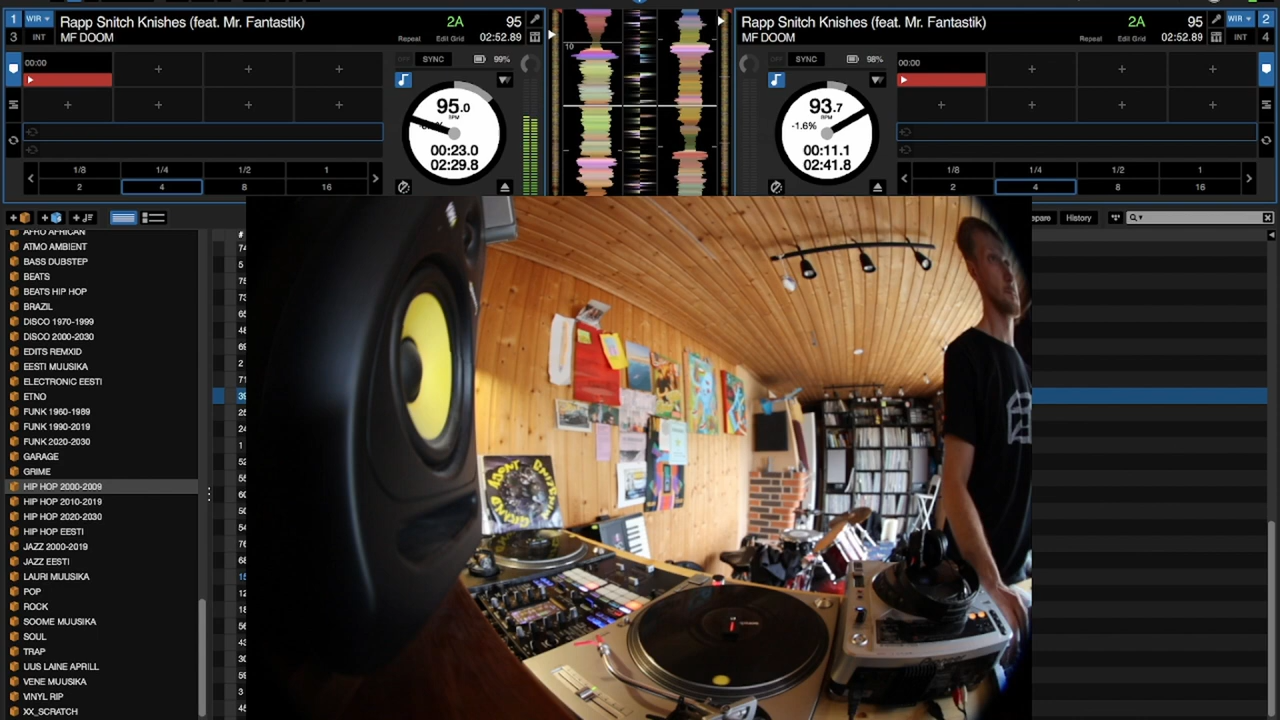 1 WIR Rapp Snitch Knishes (feat. Mr. Fantastik) 2A 95
3 INT MF DOOM Repeat Edit Grid 02:52.89
Rapp Snitch Knishes (feat. Mr. Fantastik) 2A 95 WIR 2
MF DOOM Repeat Edit Grid 02:52.89 INT 4
00:00
OFF SYNC 99%
10
OFF SYNC 98%
00:00
95.0
BPM
00:23.0
02:29.8
93.7
BPM
-1.6%
00:11.1
02:41.8
1/8 1/4 1/2 1
2 4 8 16
1/8 1/4 1/2 1
2 4 8 16
History
#
AFRO AFRICAN
ATMO AMBIENT
BASS DUBSTEP
BEATS
BEATS HIP HOP
BRAZIL
DISCO 1970-1999
DISCO 2000-2030
EDITS REMXID
EESTI MUUSIKA
ELECTRONIC EESTI
ETNO
FUNK 1960-1989
FUNK 1990-2019
FUNK 2020-2030
GARAGE
GRIME
HIP HOP 2000-2009
HIP HOP 2010-2019
HIP HOP 2020-2030
HIP HOP EESTI
JAZZ 2000-2019
JAZZ EESTI
LAURI MUUSIKA
POP
ROCK
SOOME MUUSIKA
SOUL
TRAP
UUS LAINE APRILL
VENE MUUSIKA
VINYL RIP
XX_SCRATCH